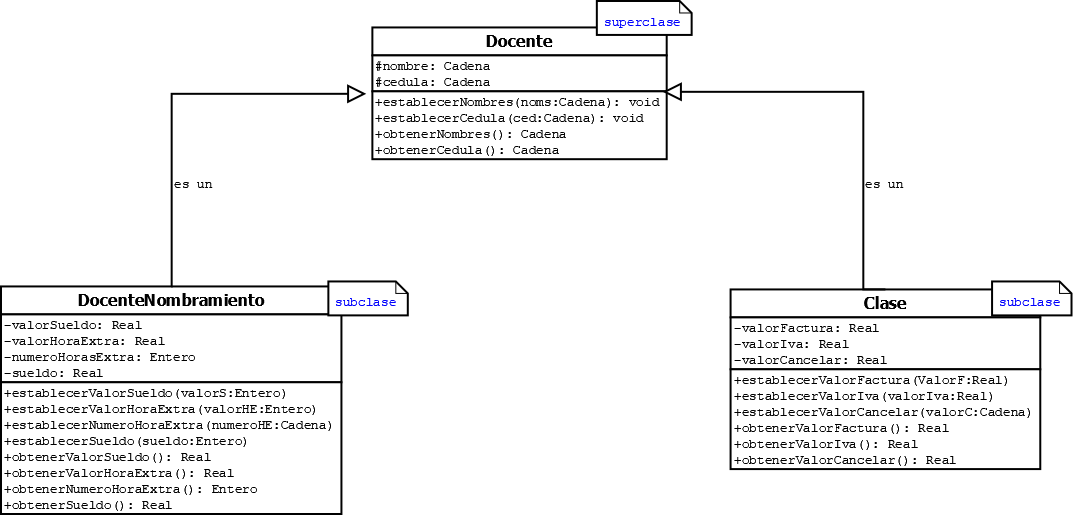 superclase
Docente
#nombre: Cadena
#cedula: Cadena
+establecerNombres(noms:Cadena): void
+establecerCedula(ced:Cadena): void
+obtenerNombres(): Cadena
+obtenerCedula(): Cadena
es un
es un
DocenteNombramiento
subclase
-valorSueldo: Real
-valorHoraExtra: Real
-numeroHorasExtra: Entero
-sueldo: Real
+establecerValorSueldo(valorS:Entero)
+establecerValorHoraExtra(valorHE:Entero)
+establecerNumeroHoraExtra(numeroHE:Cadena)
+establecerSueldo(sueldo:Entero)
+obtenerValorSueldo(): Real
+obtenerValorHoraExtra(): Real
+obtenerNumeroHoraExtra(): Entero
+obtenerSueldo(): Real
Clase
subclase
-valorFactura: Real
-valorIva: Real
-valorCancelar: Real
+establecerValorFactura(ValorF:Real)
+establecerValorIva(valorIva:Real)
+establecerValorCancelar(valorC:Cadena)
+obtenerValorFactura(): Real
+obtenerValorIva(): Real
+obtenerValorCancelar(): Real